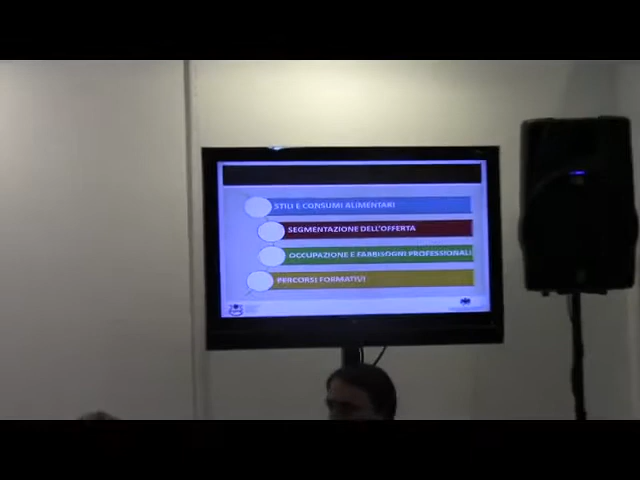 STILI E CONSUMI ALIMENTARI
SEGMENTAZIONE DELL'OFFERTA
OCCUPAZIONE E FABBISOGNI PROFESSIONALI
PERCORSI FORMATIVI